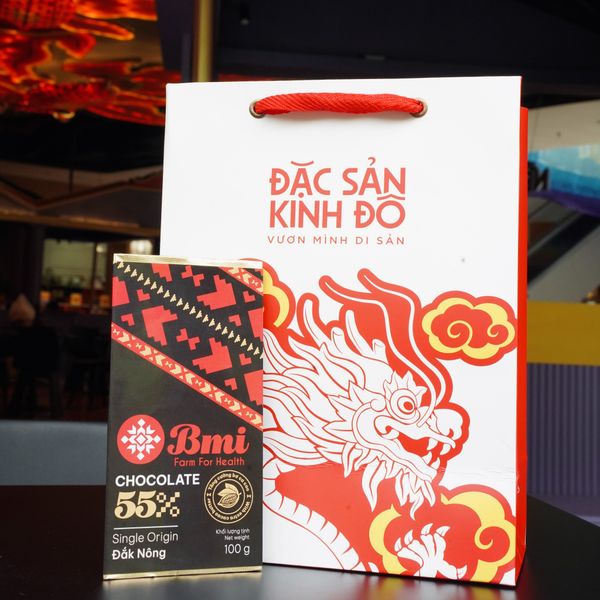 ĐẶC SẢN
KINH ĐÔ
VƯƠN MÌNH DI SẢN
Bmi
Farm For Health
CHOCOLATE
55%
Single Origin
Đắk Nông
Khối lượng tịnh
Net weight
100 g